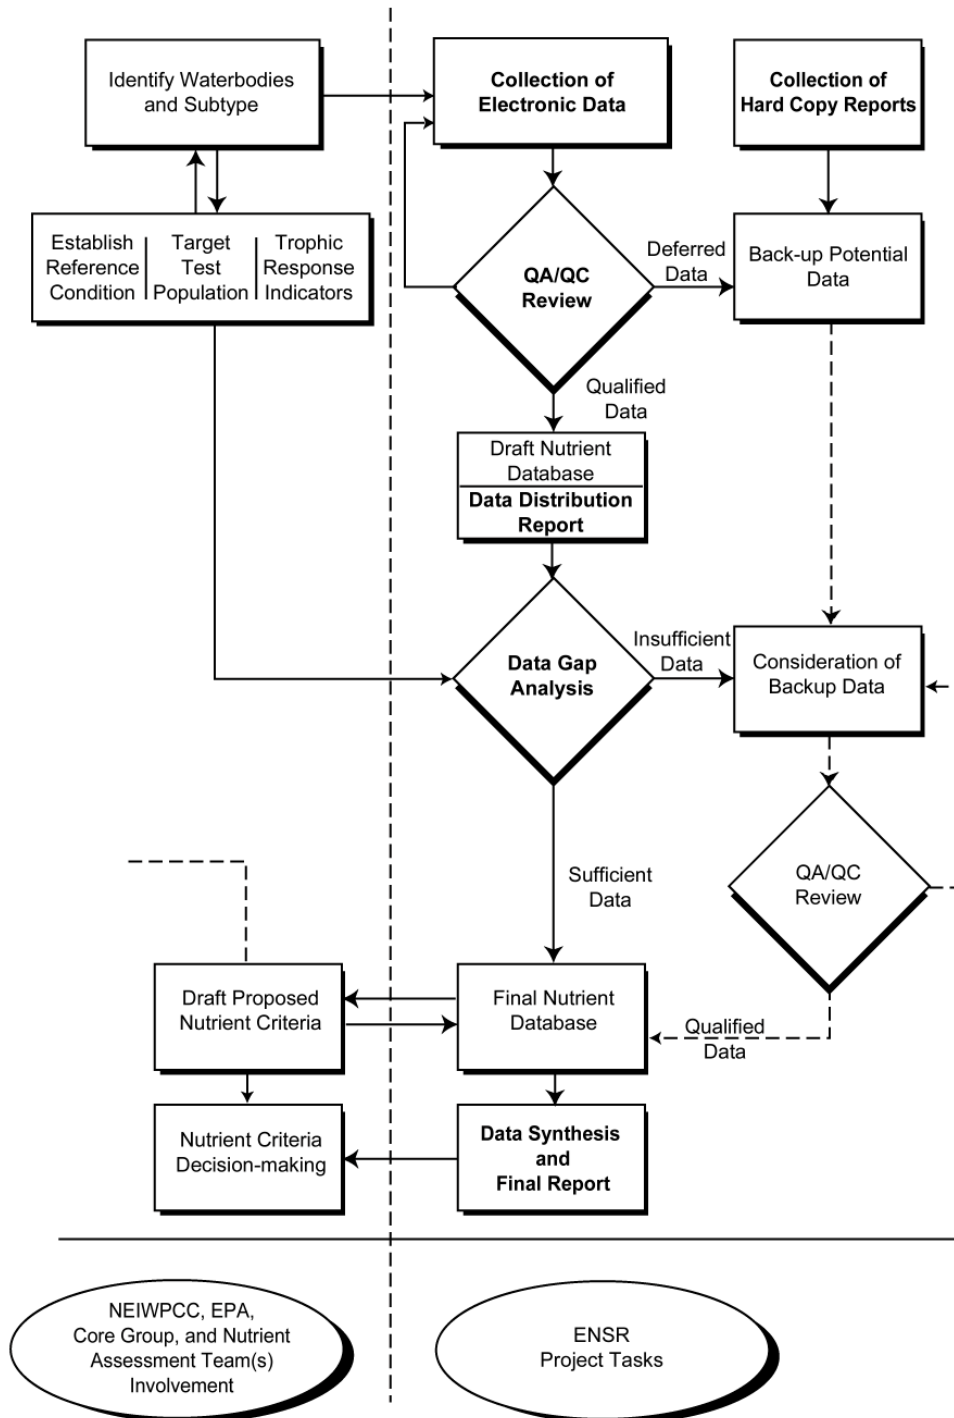 Identify Waterbodies
and Subtype
Collection of
Electronic Data
Collection of
Hard Copy Reports
Establish
Reference
Condition
Target
Test
Population
Trophic
Response
Indicators
QA/QC
Review
Deferred
Data
Back-up Potential
Data
Qualified
Data
Draft Nutrient
Database
Data Distribution
Report
Data Gap
Analysis
Insufficient
Data
Consideration of
Backup Data
Sufficient
Data
QA/QC
Review
Draft Proposed
Nutrient Criteria
Final Nutrient
Database
Qualified
Data
Nutrient Criteria
Decision-making
Data Synthesis
and
Final Report
NEIWPCC, EPA,
Core Group, and Nutrient
Assessment Team(s)
Involvement
ENSR
Project Tasks